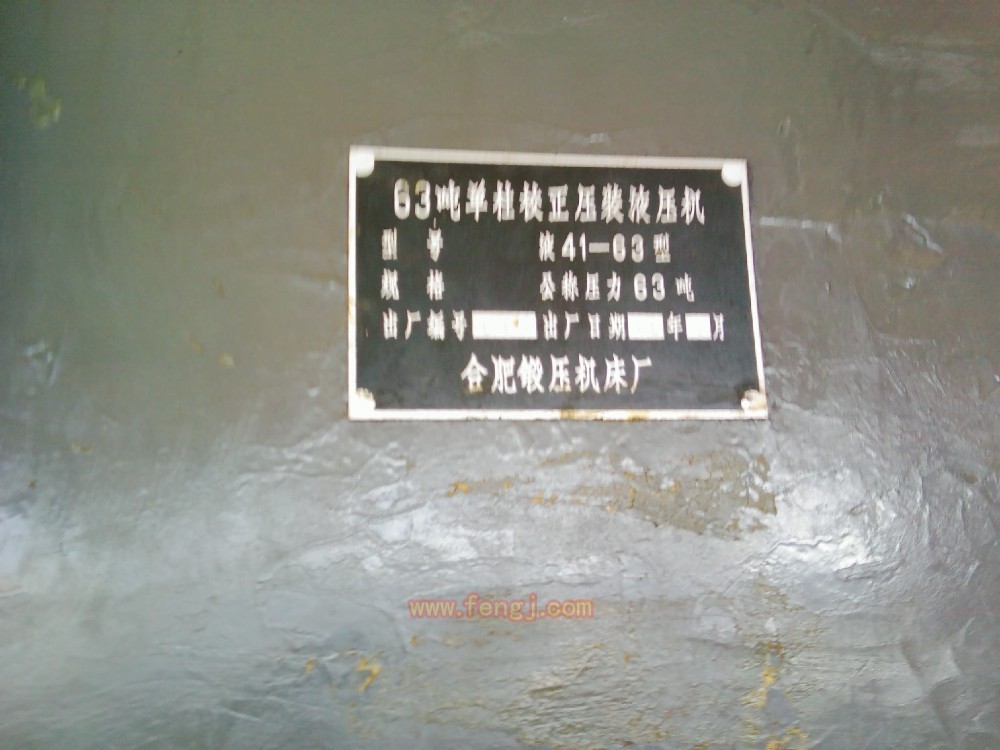 63吨单柱校正压装液压机
型号 液41—63型
规格 公称压力63吨
出厂编号 出厂日期 年 月
合肥锻压机床厂
www.fengj.com